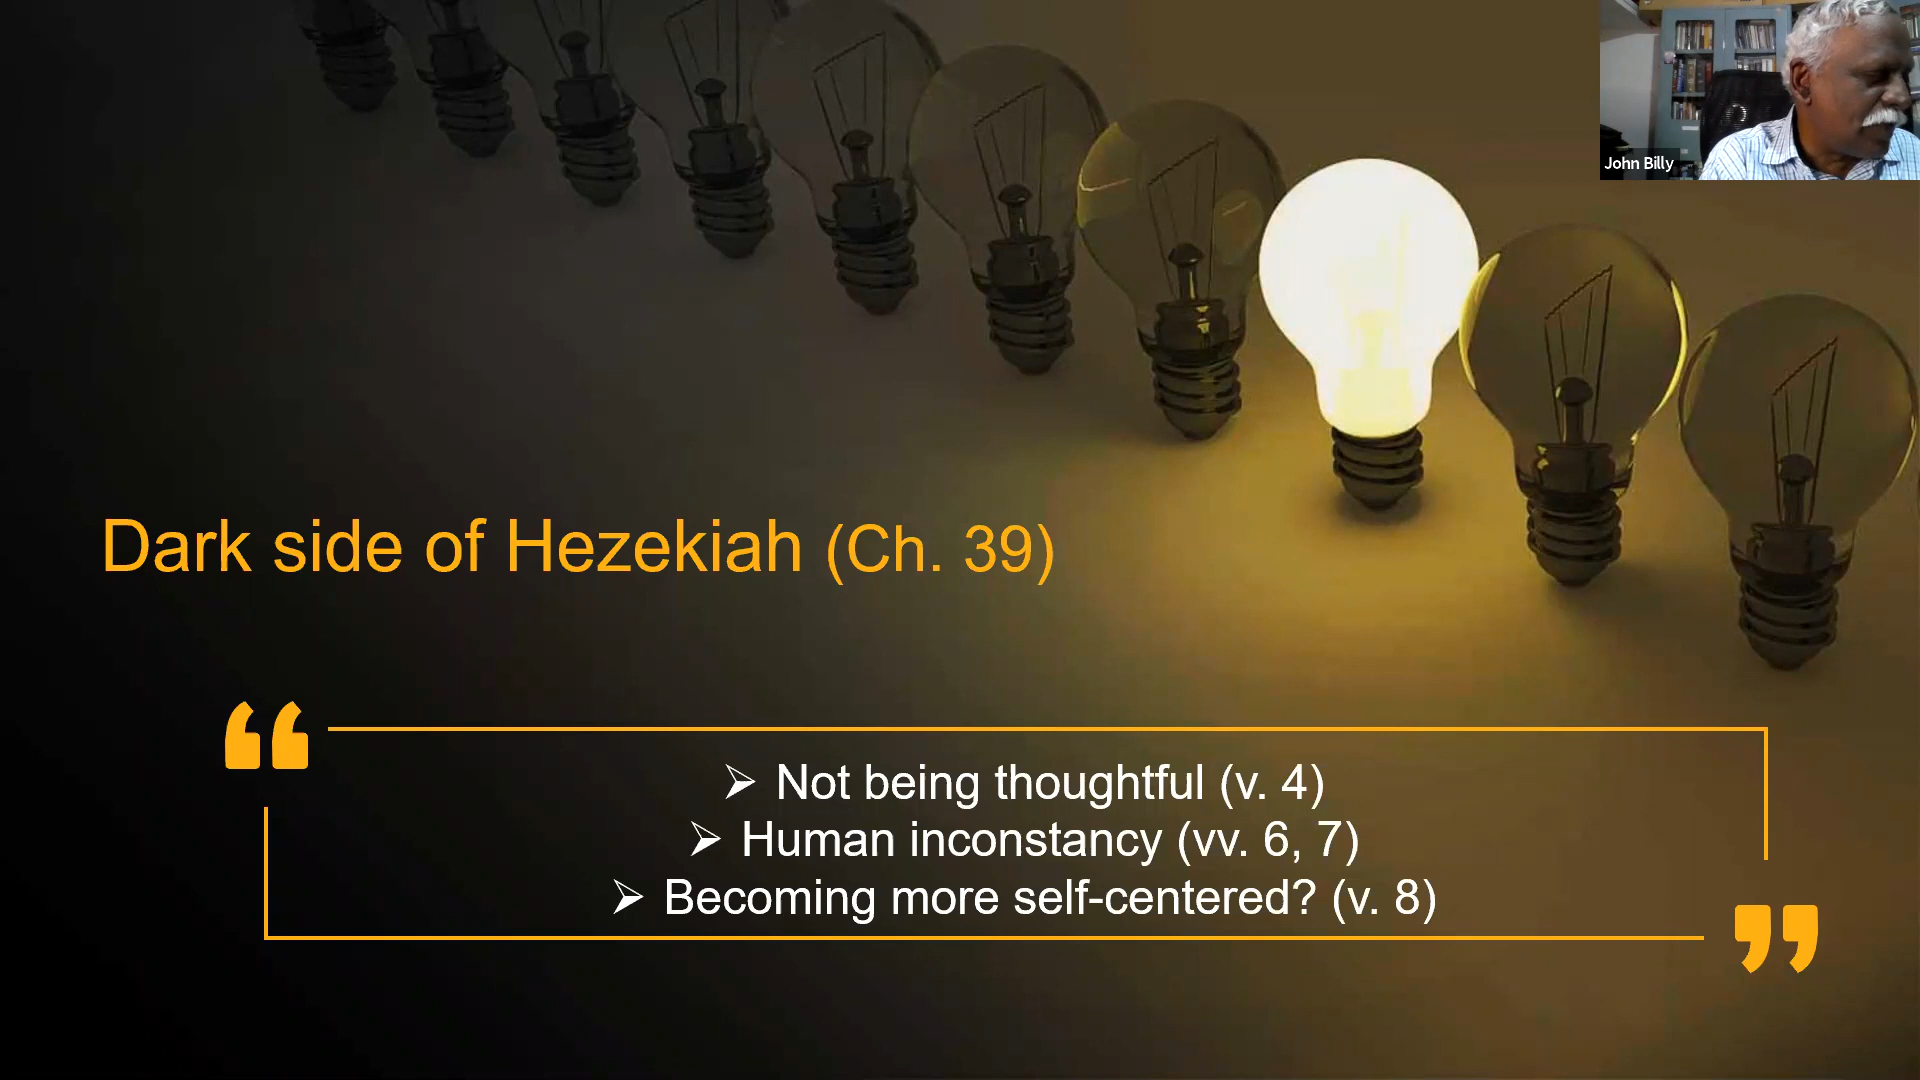 John Billy
Dark side of Hezekiah (Ch. 39)
“
➢ Not being thoughtful (v. 4)
➢ Human inconstancy (vv. 6, 7)
➢ Becoming more self-centered? (v. 8)
”